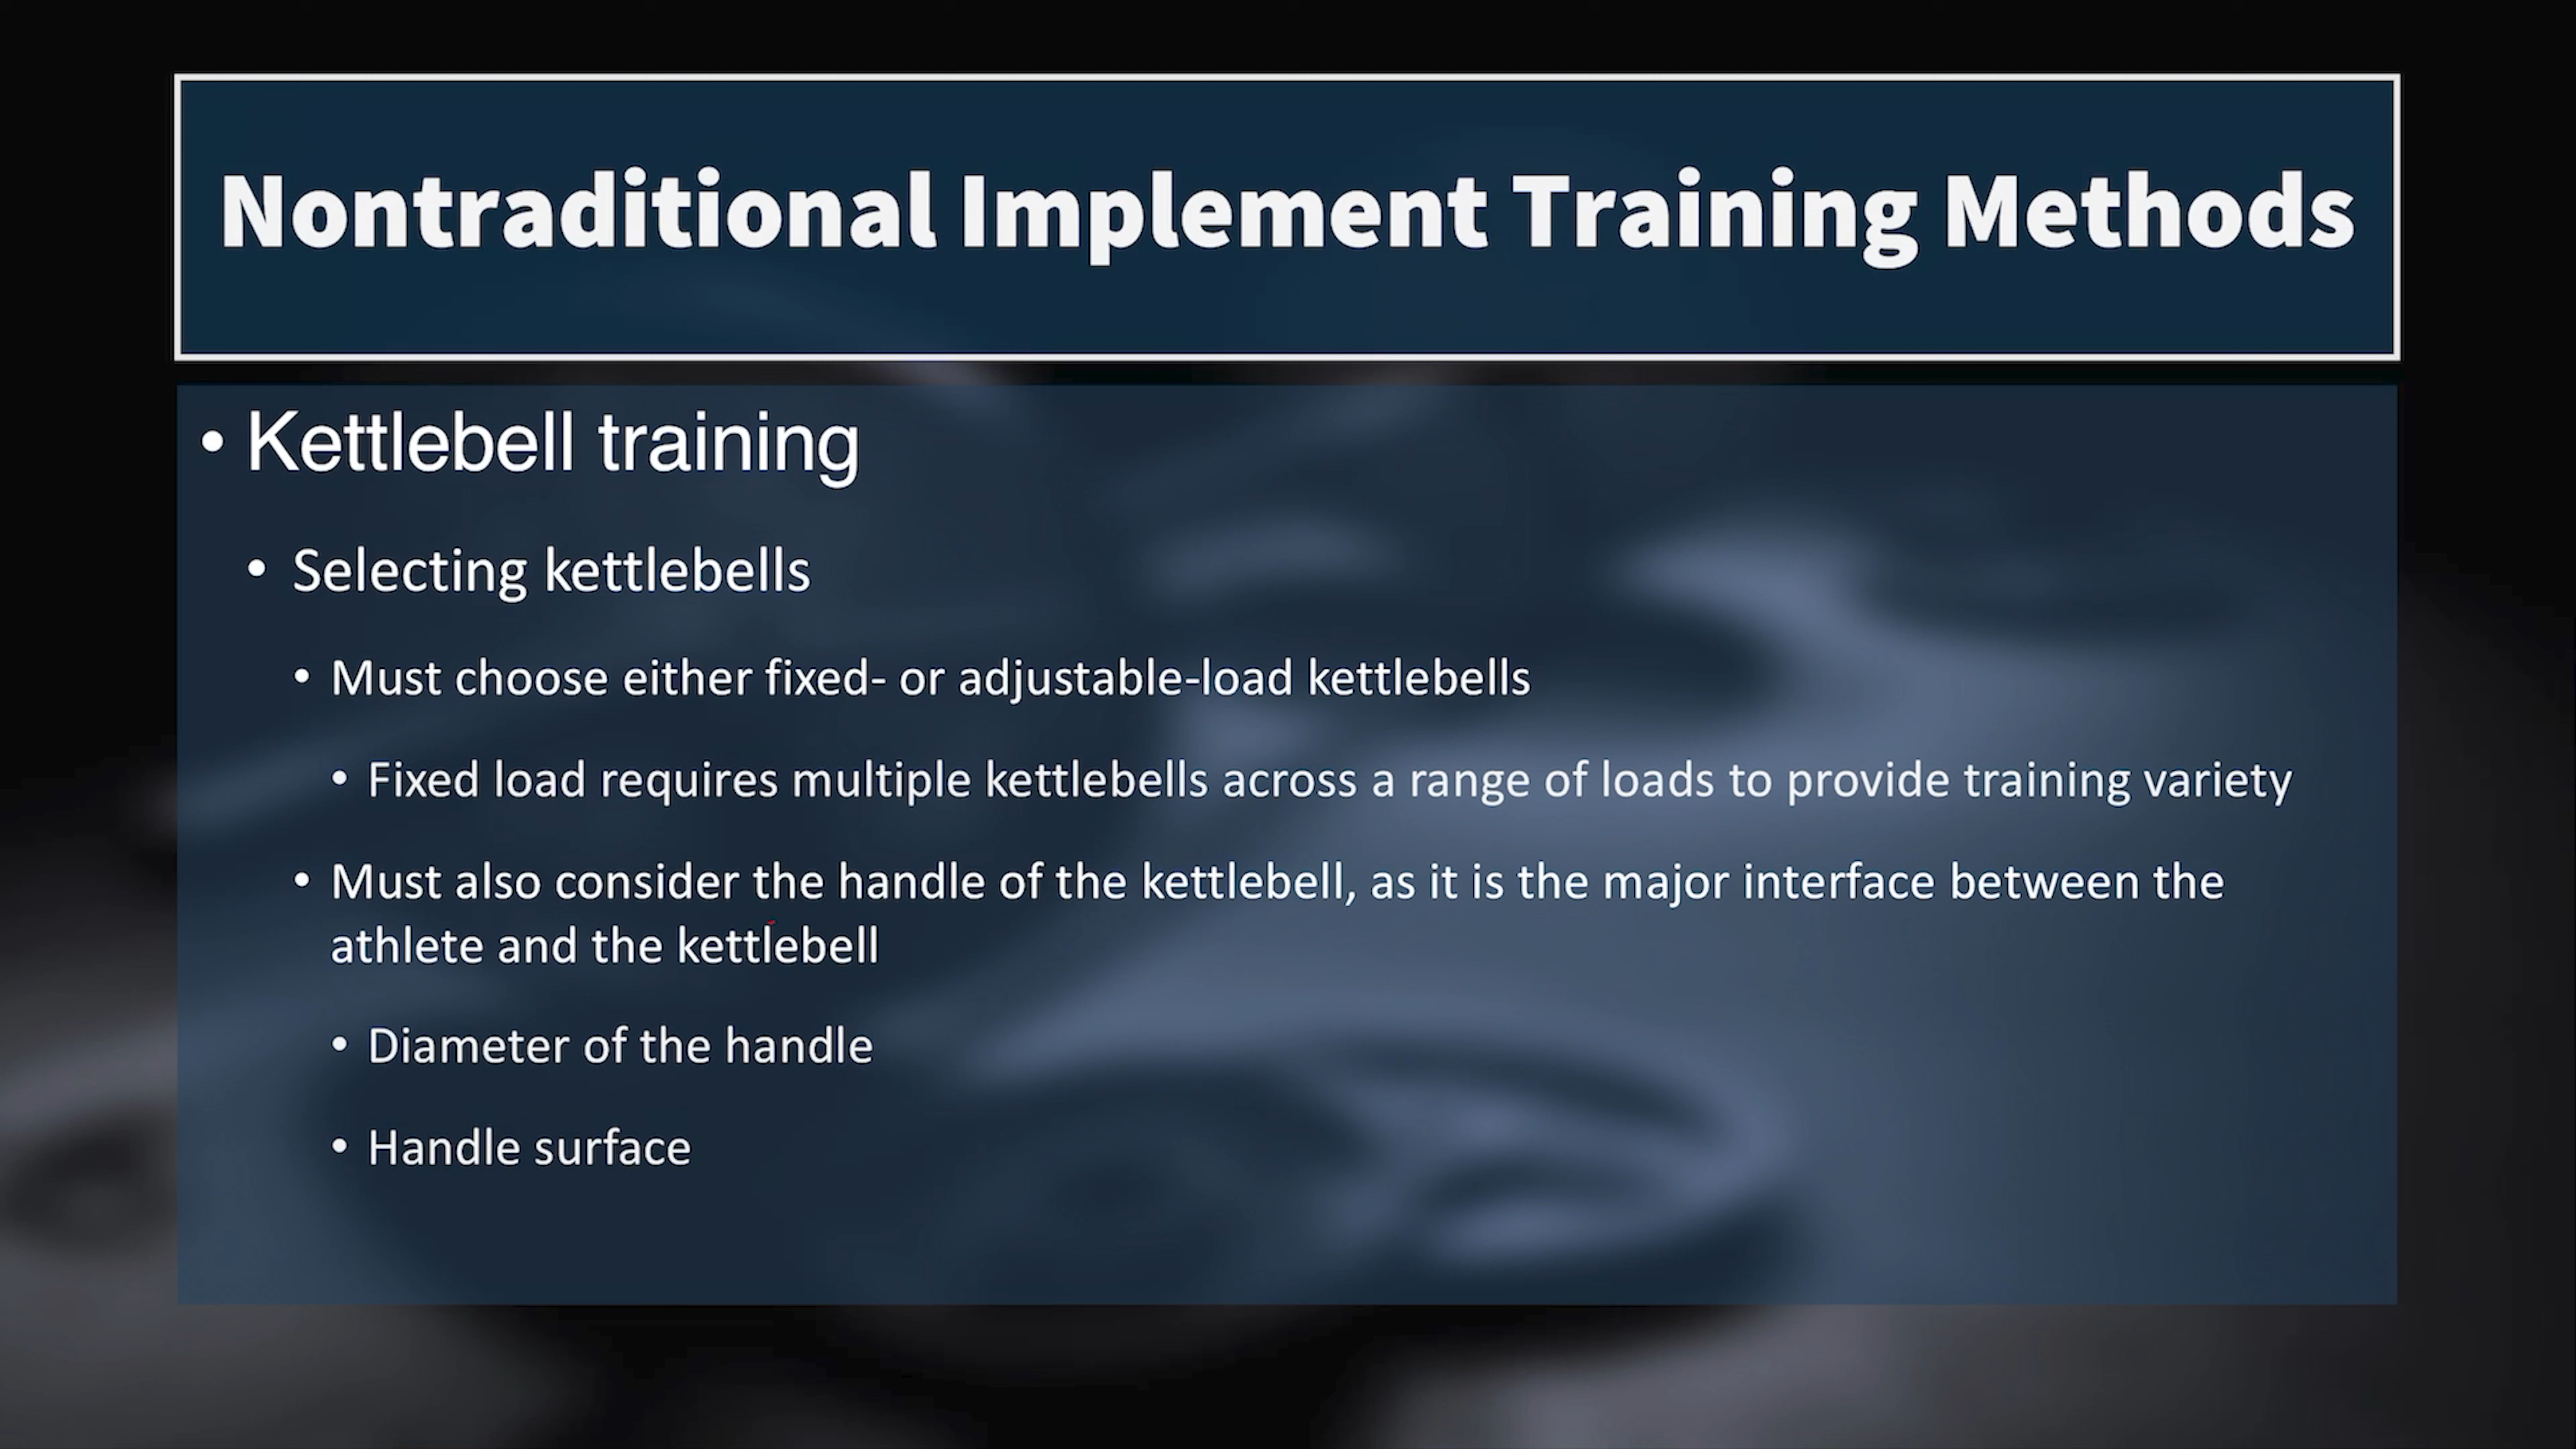 Nontraditional Implement Training Methods
• Kettlebell training
• Selecting kettlebells
• Must choose either fixed- or adjustable-load kettlebells
• Fixed load requires multiple kettlebells across a range of loads to provide training variety
• Must also consider the handle of the kettlebell, as it is the major interface between the
athlete and the kettlebell
• Diameter of the handle
• Handle surface